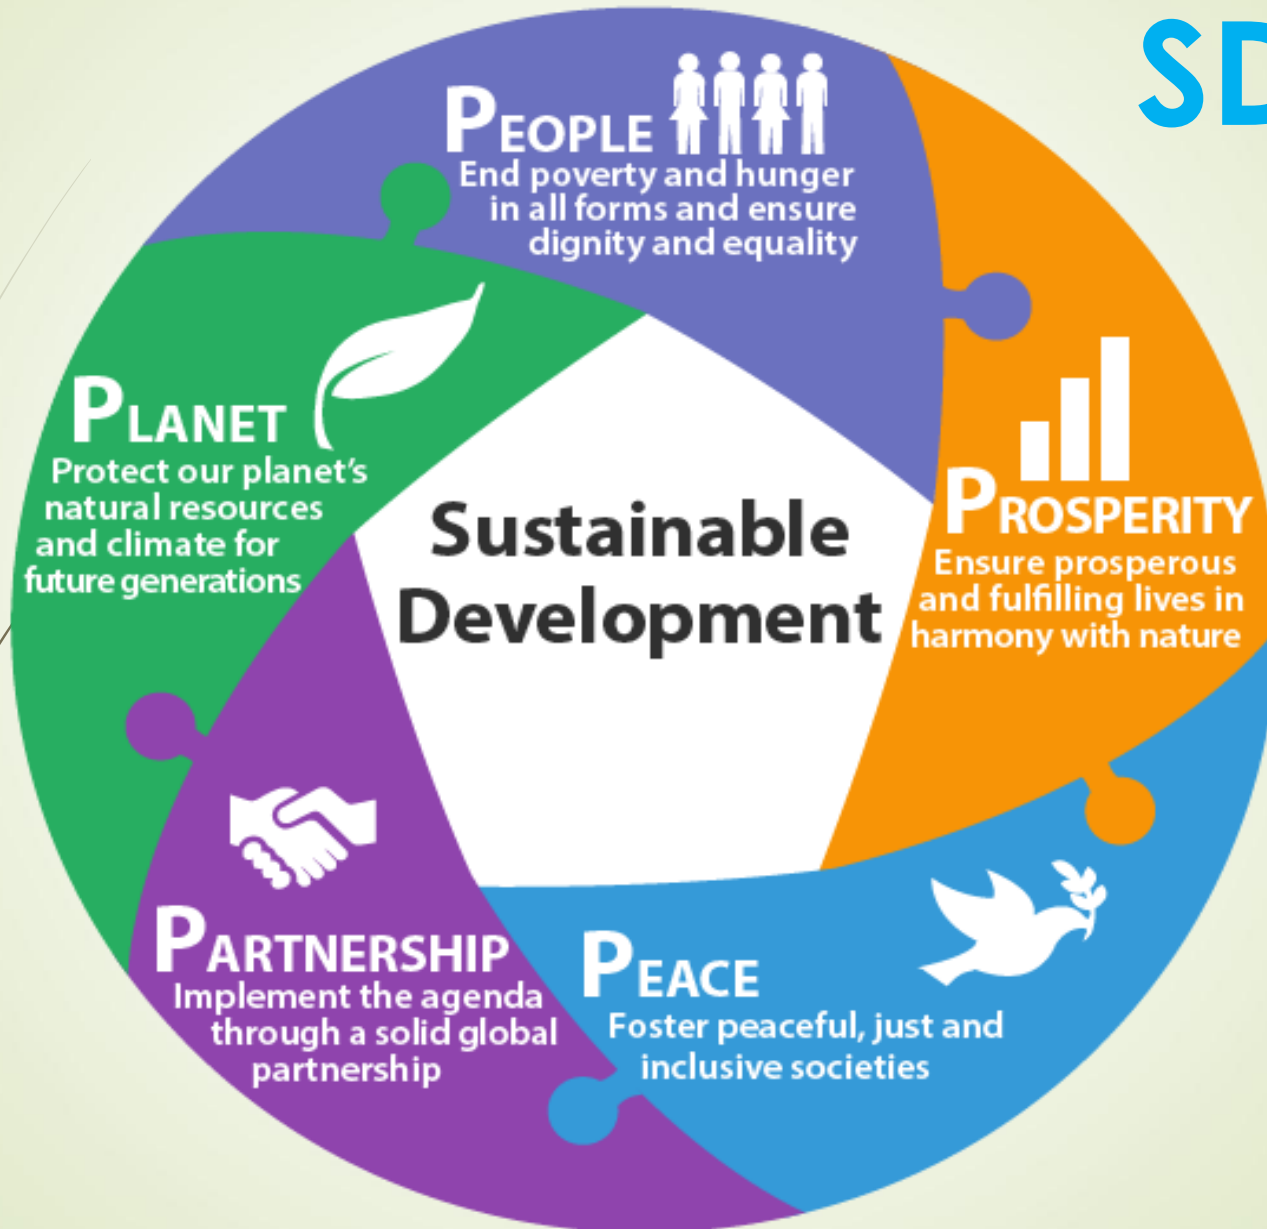 SD
PEOPLE
End poverty and hunger
in all forms and ensure
dignity and equality
PROSPERITY
Ensure prosperous
and fulfilling lives in
harmony with nature
PEACE
Foster peaceful, just and
inclusive societies
PARTNERSHIP
Implement the agenda
through a solid global
partnership
PLANET
Protect our planet's
natural resources
and climate for
future generations
Sustainable
Development